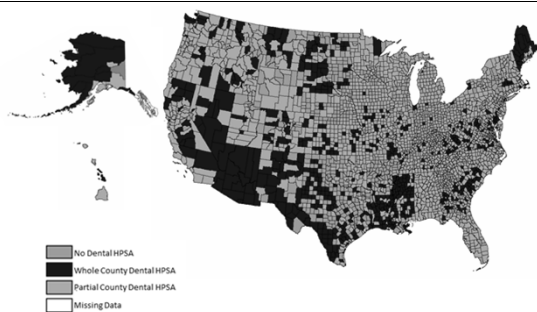 No Dental HPSA
Whole County Dental HPSA
Partial County Dental HPSA
Missing Data